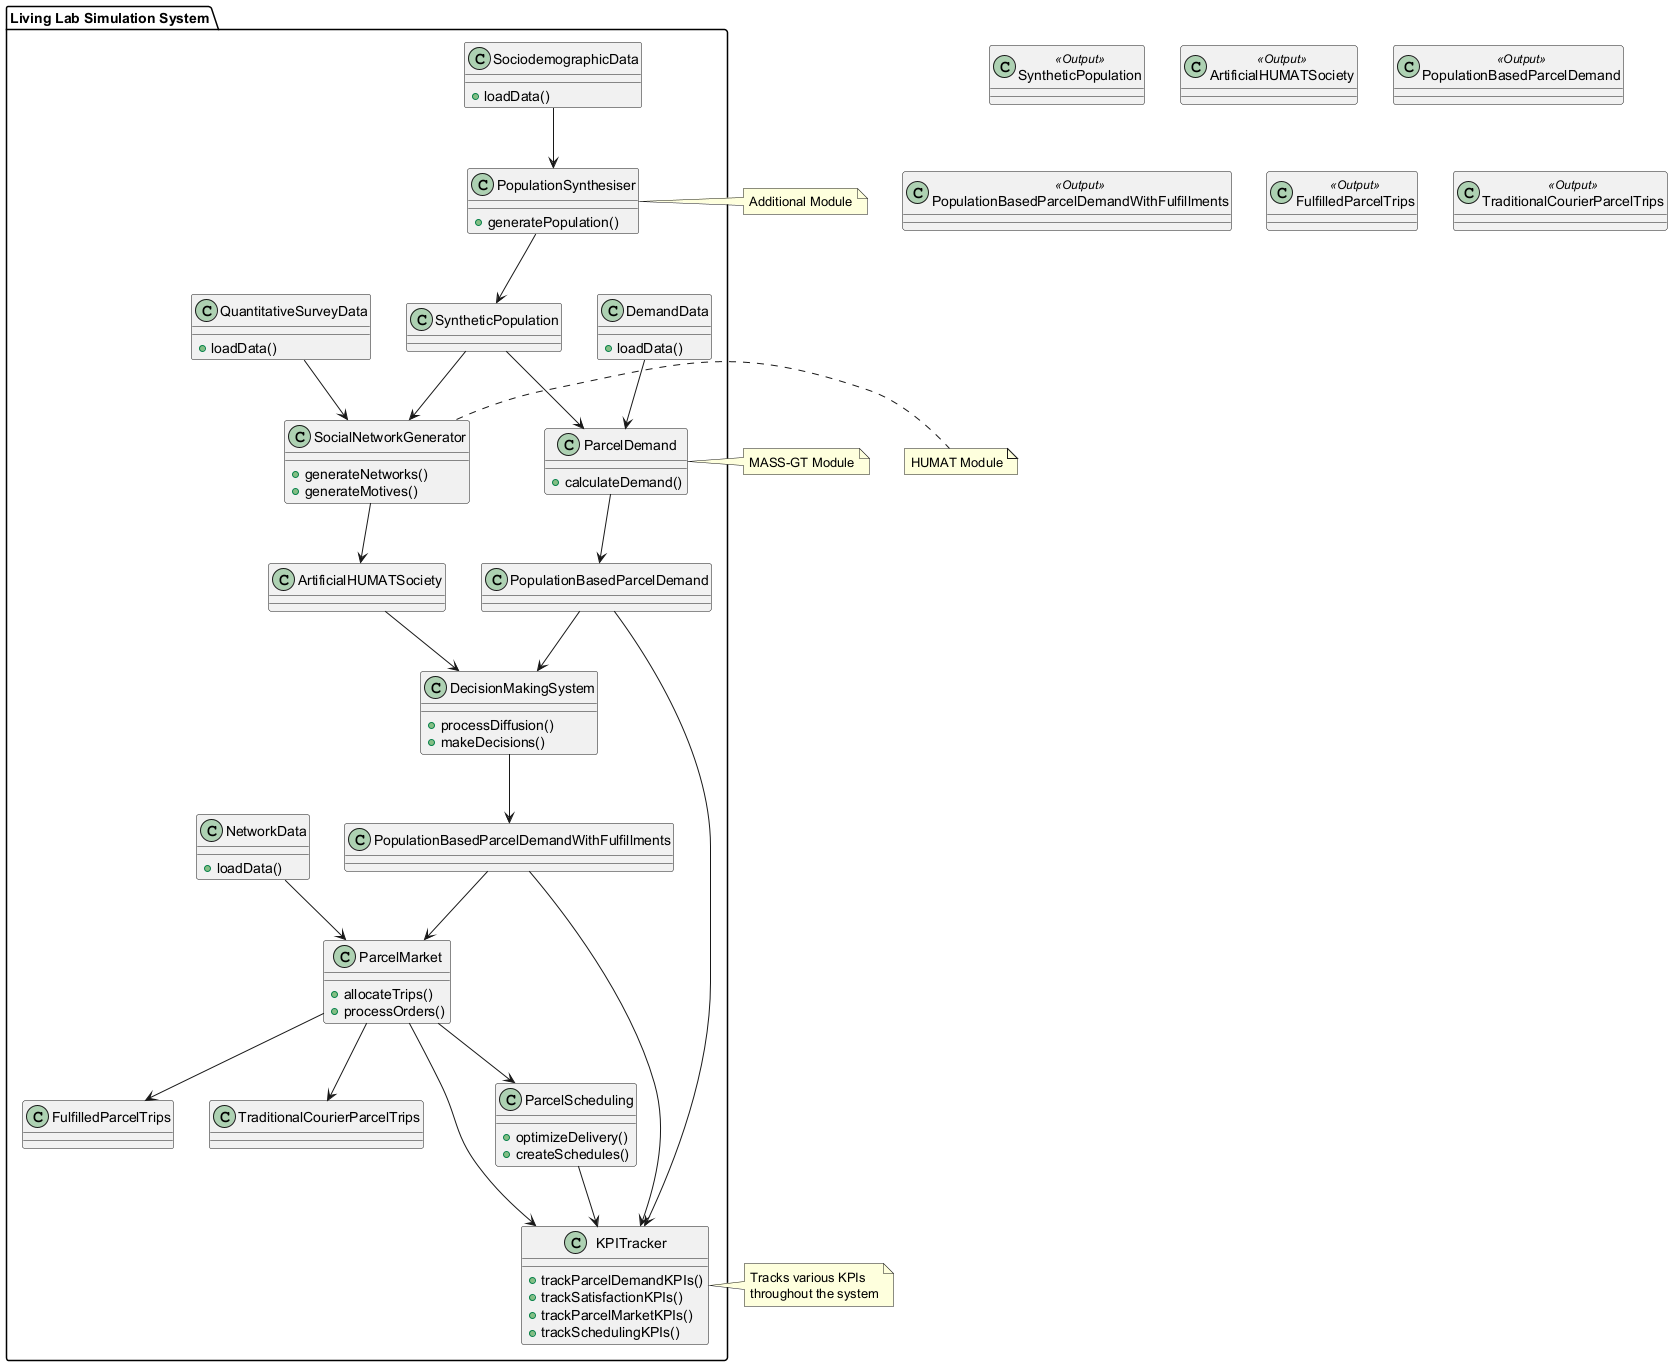 Living Lab Simulation System
C SociodemographicData
loadData()
C «Output»
SyntheticPopulation
C «Output»
ArtificialHUMATSociety
C «Output»
PopulationBasedParcelDemand
C PopulationSynthesiser
generatePopulation()
Additional Module
C «Output»
PopulationBasedParcelDemandWithFulfillments
C «Output»
FulfilledParcelTrips
C «Output»
TraditionalCourierParcelTrips
C QuantitativeSurveyData
loadData()
C SyntheticPopulation
C DemandData
loadData()
C SocialNetworkGenerator
generateNetworks()
generateMotives()
C ParcelDemand
calculateDemand()
MASS-GT Module
HUMAT Module
C ArtificialHUMATSociety
C PopulationBasedParcelDemand
C DecisionMakingSystem
processDiffusion()
makeDecisions()
C NetworkData
loadData()
C PopulationBasedParcelDemandWithFulfillments
C ParcelMarket
allocateTrips()
processOrders()
C FulfilledParcelTrips
C TraditionalCourierParcelTrips
C ParcelScheduling
optimizeDelivery()
createSchedules()
C KPITracker
trackParcelDemandKPIs()
trackSatisfactionKPIs()
trackParcelMarketKPIs()
trackSchedulingKPIs()
Tracks various KPIs
throughout the system